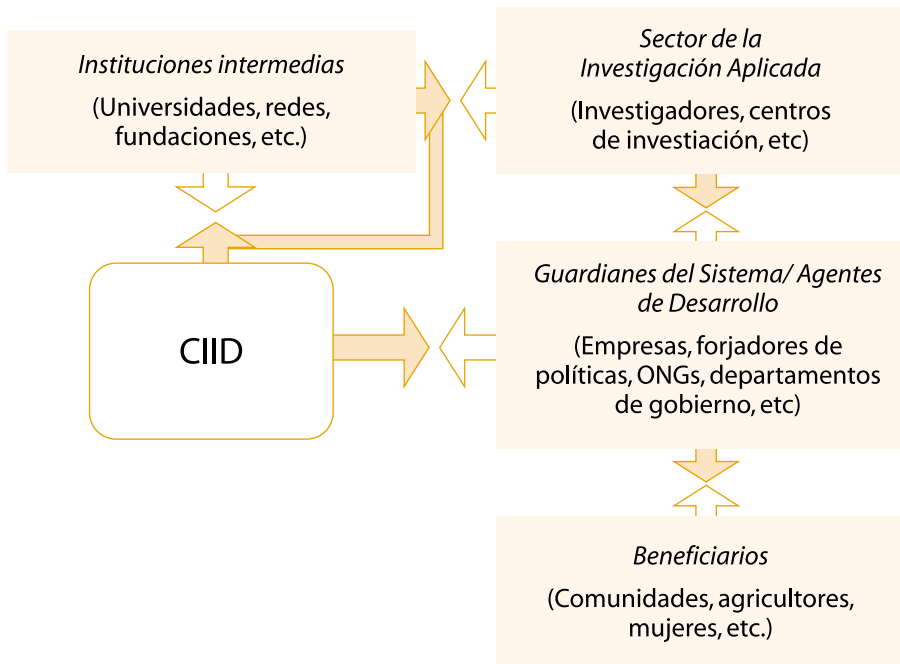 Instituciones intermedias
(Universidades, redes,
fundaciones, etc.)
Sector de la
Investigación Aplicada
(Investigadores, centros
de investiación, etc)
CIID
Guardianes del Sistema/ Agentes
de Desarrollo
(Empresas, forjadores de
políticas, ONGs, departamentos
de gobierno, etc)
Beneficiarios
(Comunidades, agricultores,
mujeres, etc.)